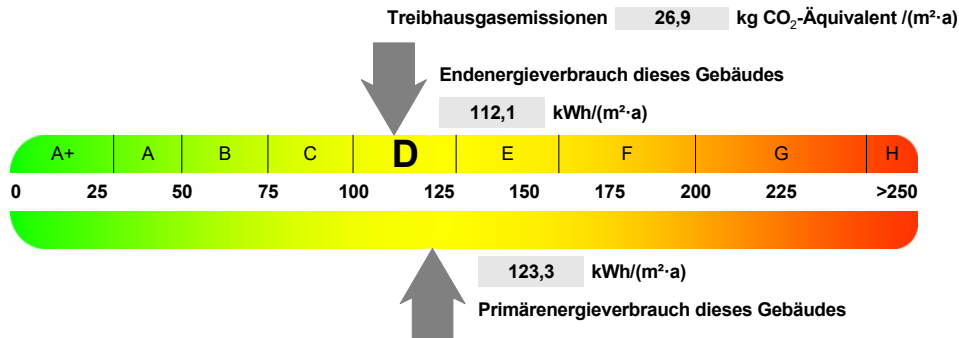 Treibhausgasemissionen 26,9 kg CO₂-Äquivalent /(m²·a)
Endenergieverbrauch dieses Gebäudes
112,1 kWh/(m²·a)
A+ A B C D E F G H
0 25 50 75 100 125 150 175 200 225 >250
123,3 kWh/(m²·a)
Primärenergieverbrauch dieses Gebäudes